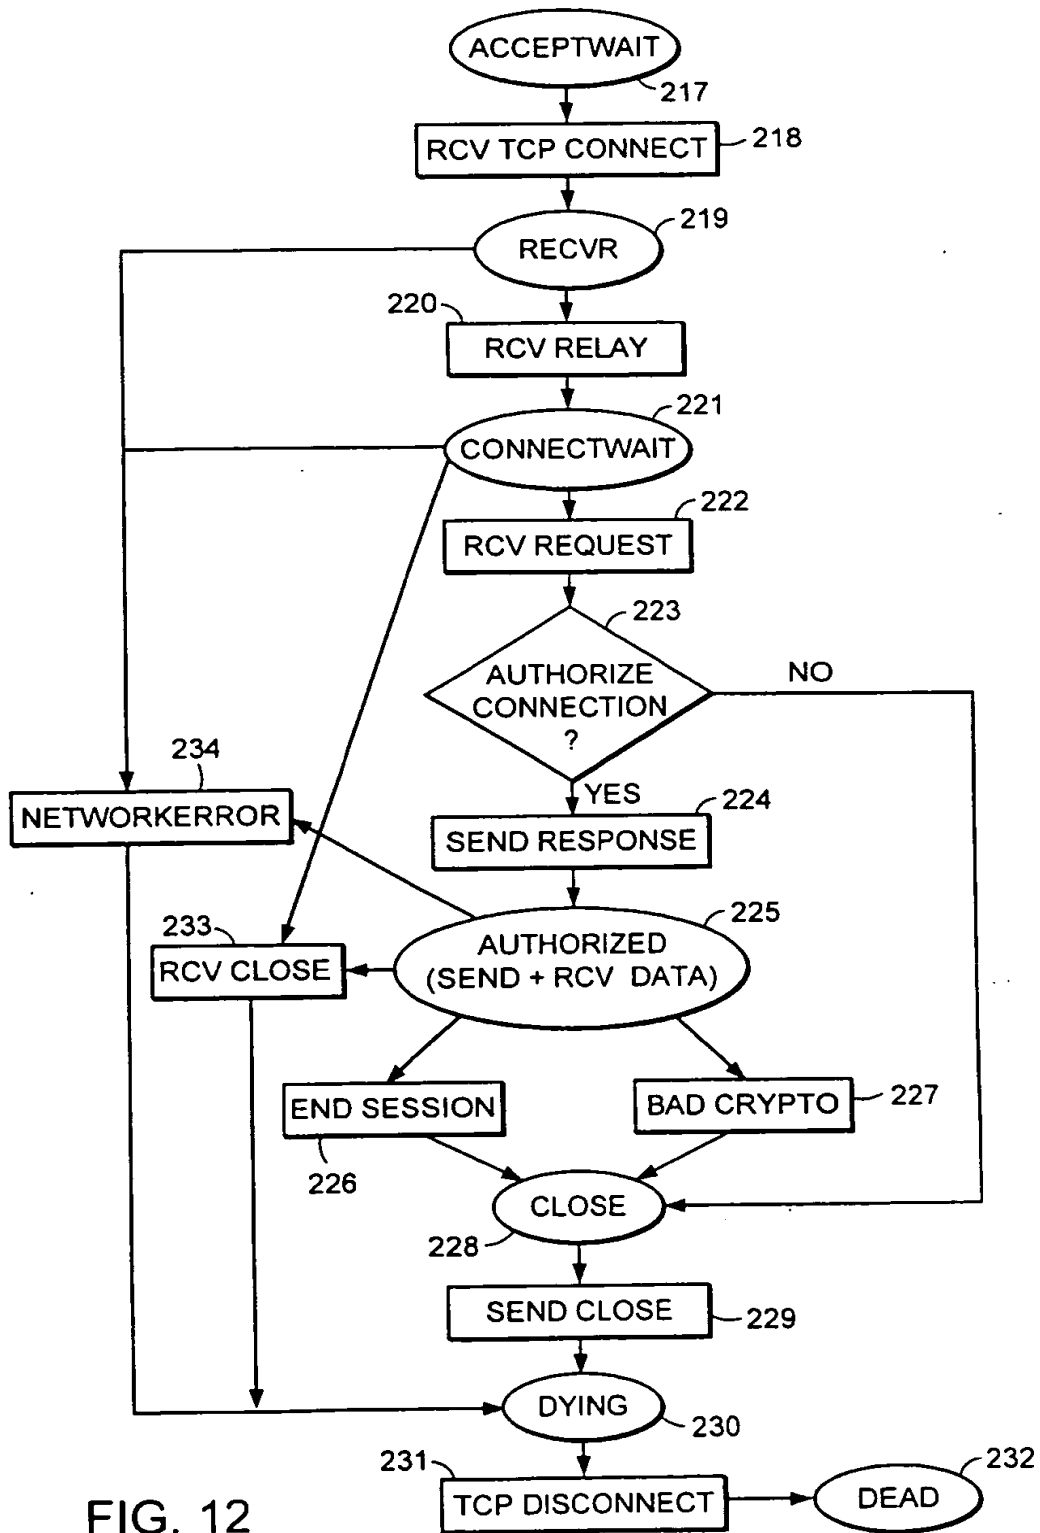 ACCEPTWAIT
217
RCV TCP CONNECT
218
219
RECVR
220
RCV RELAY
221
CONNECTWAIT
222
RCV REQUEST
223
AUTHORIZE
CONNECTION
?
NO
234
YES
224
NETWORKERROR
SEND RESPONSE
225
233
AUTHORIZED
(SEND + RCV DATA)
RCV CLOSE
END SESSION
BAD CRYPTO
227
226
CLOSE
228
SEND CLOSE
229
DYING
230
231
232
TCP DISCONNECT
DEAD
FIG. 12